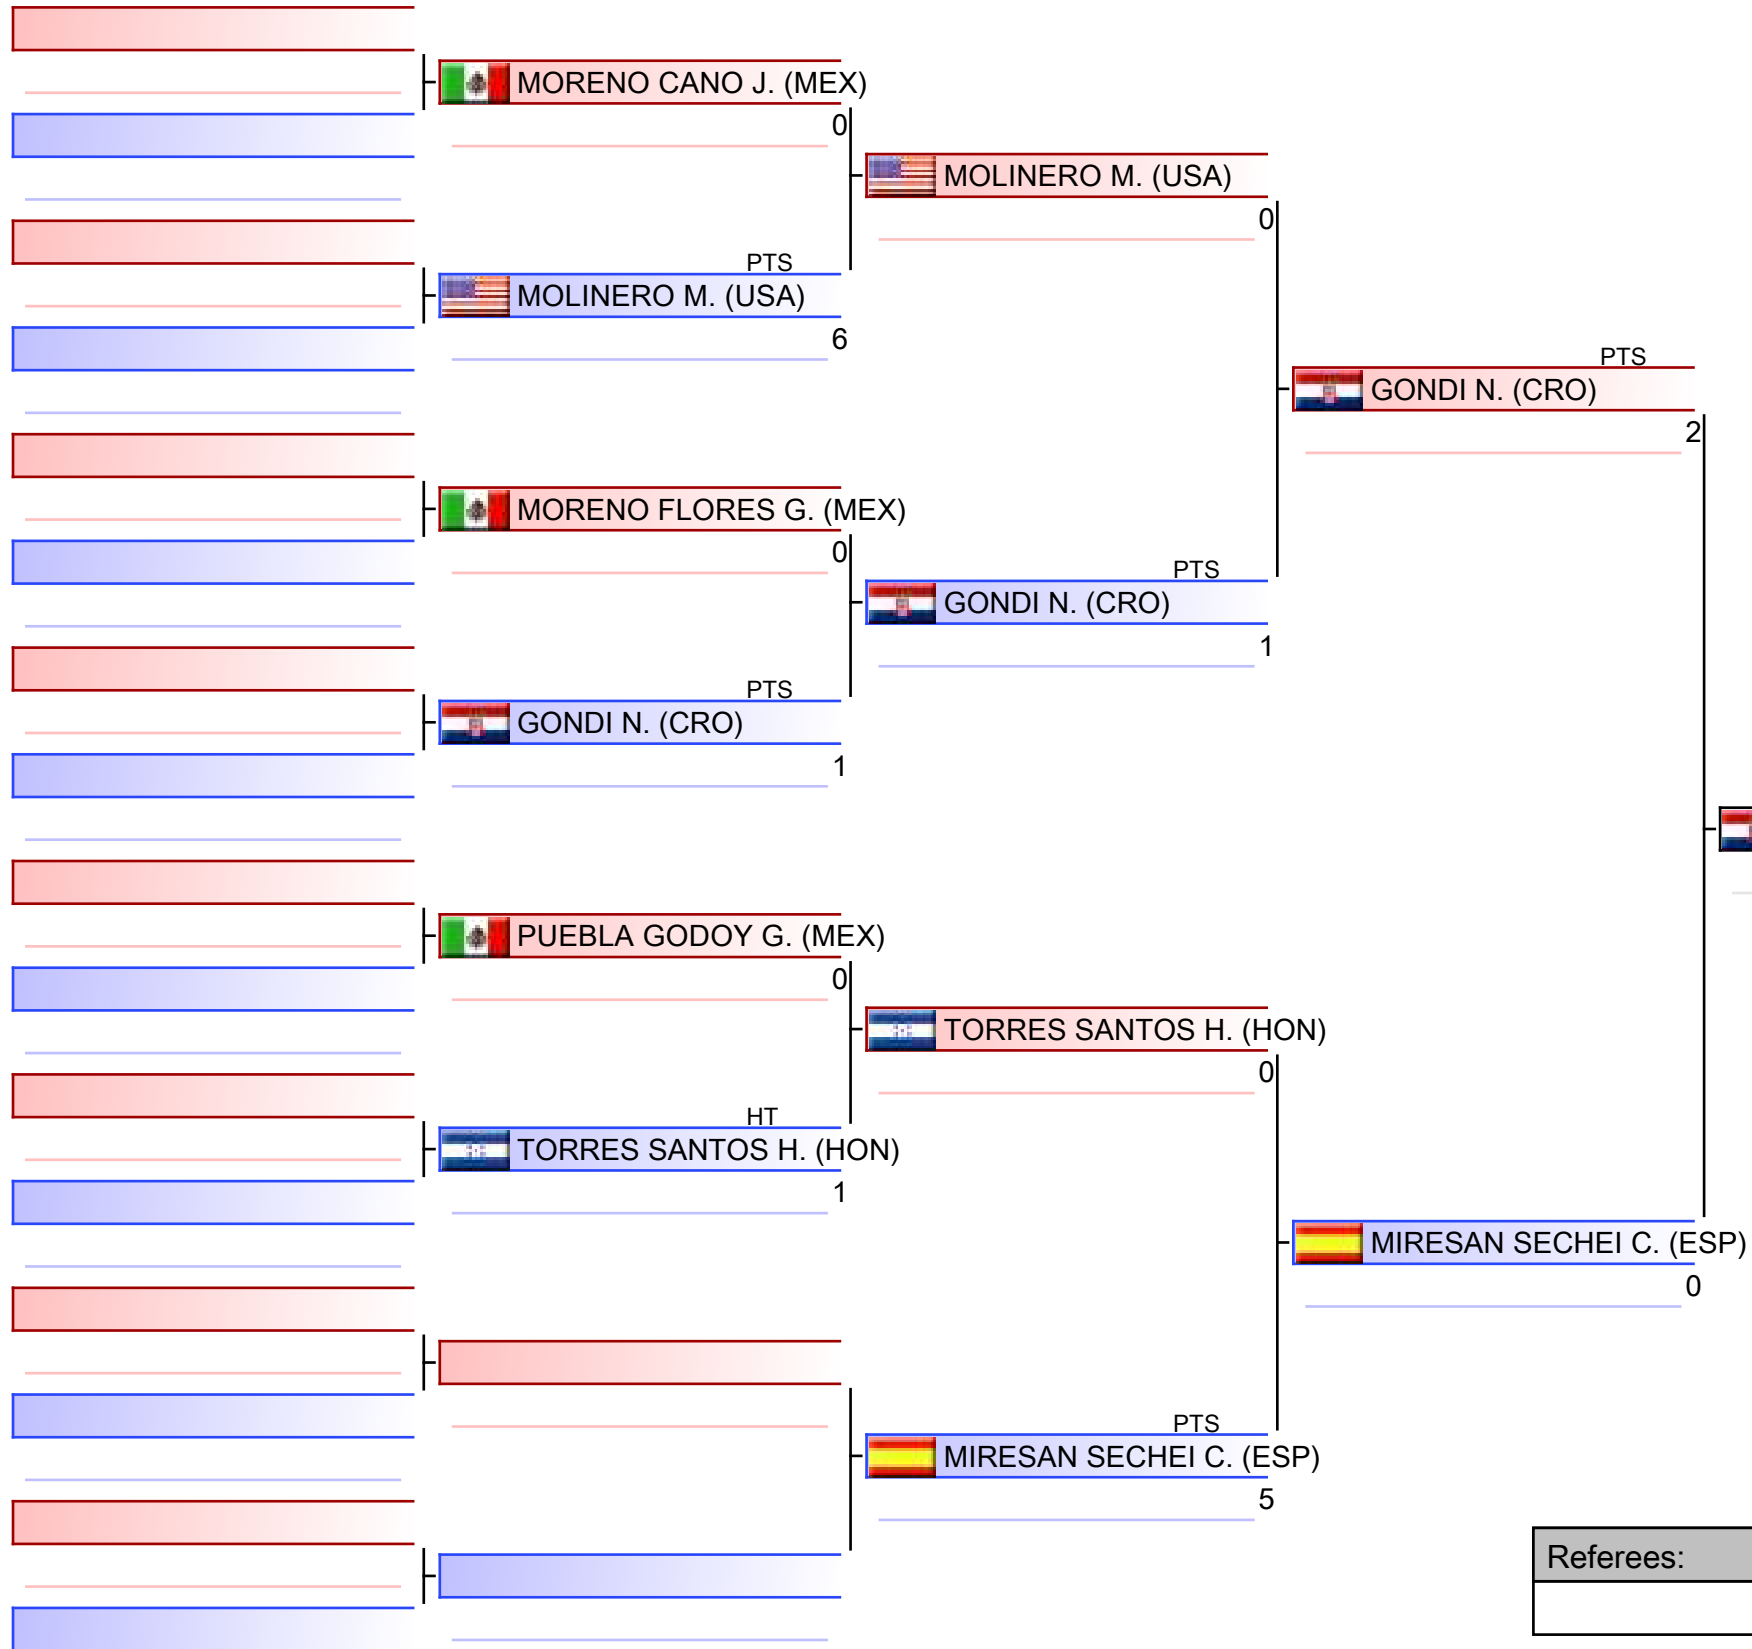 MORENO CANO J. (MEX)
0
PTS
MOLINERO M. (USA)
6
MORENO FLORES G. (MEX)
0
PTS
GONDI N. (CRO)
1
PUEBLA GODOY G. (MEX)
0
HT
TORRES SANTOS H. (HON)
1
MOLINERO M. (USA)
0
PTS
GONDI N. (CRO)
1
TORRES SANTOS H. (HON)
0
PTS
MIRESAN SECHEI C. (ESP)
5
PTS
GONDI N. (CRO)
2
MIRESAN SECHEI C. (ESP)
0
Referees: